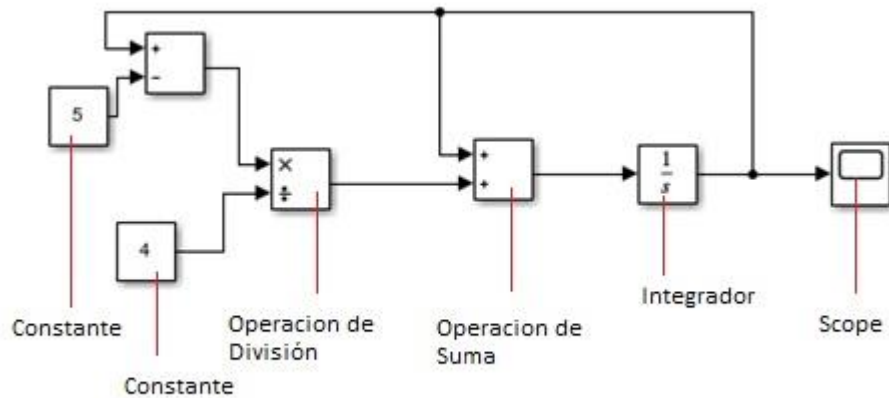 +
−
5
×
÷
+
+
1
s
4
Integrador
Constante
Operacion de
División
Operacion de
Suma
Scope
Constante